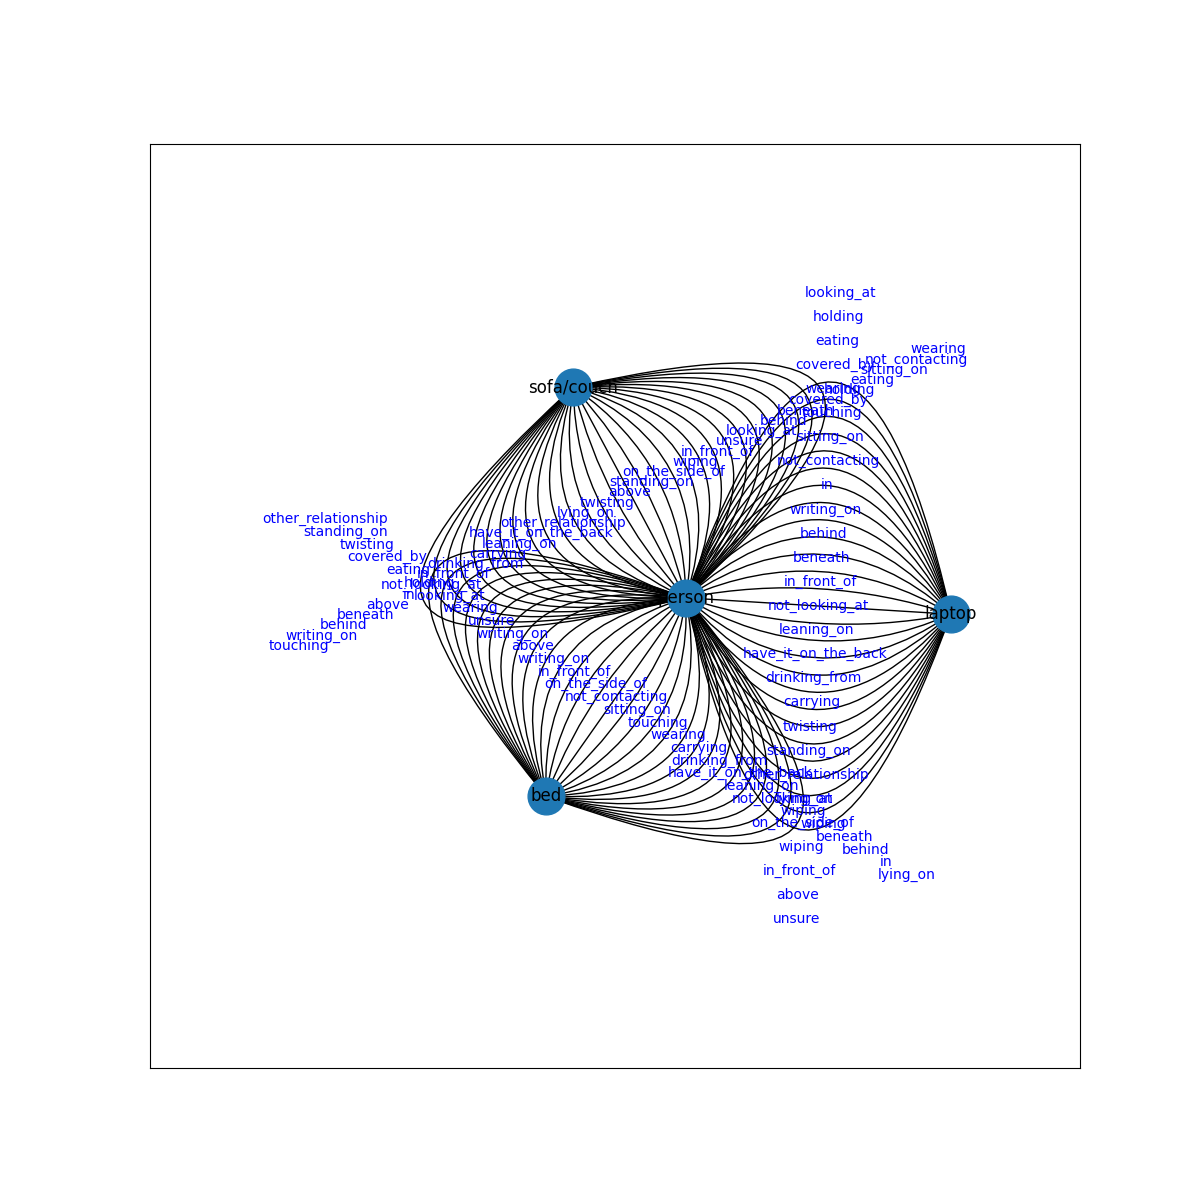 looking_at
holding
eating
wearing
not_contacting
covered_by
sitting_on
eating
holding
wearing
covered_by
beneath
touching
behind
looking_at
sitting_on
unsure
in_front_of
not_contacting
wiping
on_the_side_of
standing_on
in
above
twisting
writing_on
lying_on
other_relationship
other_relationship
standing_on
have_it_on_the_back
behind
twisting
leaning_on
carrying
covered_by
beneath
drinking_from
eating
in_front_of
in_front_of
holding
not_looking_at
in
looking_at
above
wearing
not_looking_at
beneath
unsure
behind
leaning_on
writing_on
writing_on
touching
above
have_it_on_the_back
writing_on
in_front_of
drinking_from
on_the_side_of
not_contacting
carrying
sitting_on
touching
twisting
wearing
carrying
standing_on
drinking_from
have_it_on_the_back
other_relationship
leaning_on
not_looking_at
lying_on
wiping
on_the_side_of
wiping
beneath
wiping
behind
in
in_front_of
lying_on
above
unsure
sofa/couch
person
laptop
bed